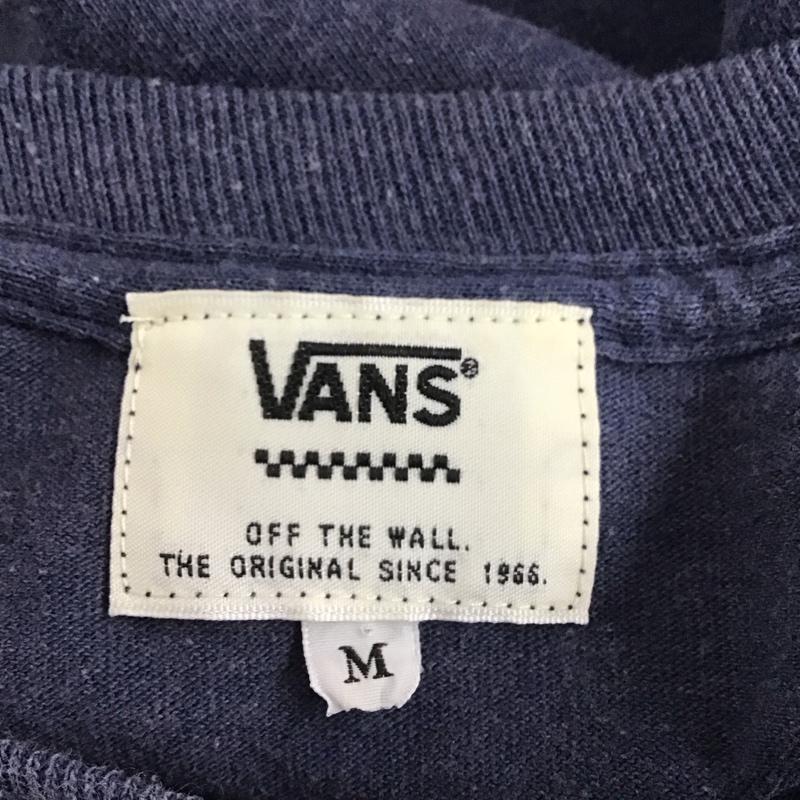 VANS®
OFF THE WALL.
THE ORIGINAL SINCE 1966.
M